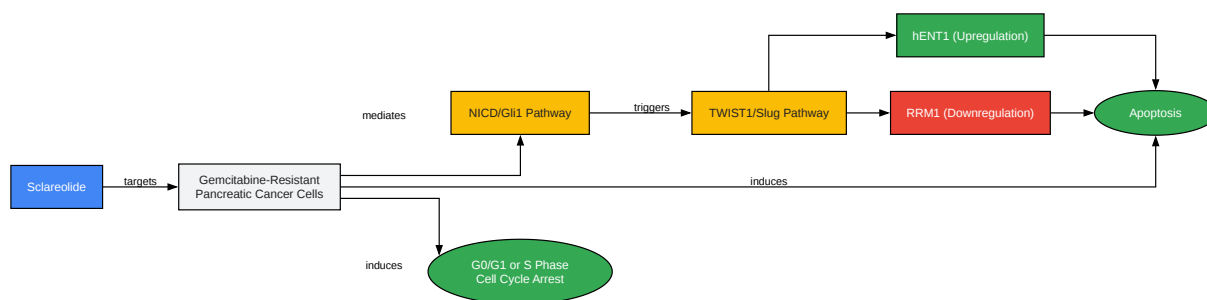 hENT1 (Upregulation)
mediates
NICD/Gli1 Pathway
triggers
TWIST1/Slug Pathway
RRM1 (Downregulation)
Apoptosis
Sclareolide
targets
Gemcitabine-Resistant
Pancreatic Cancer Cells
induces
induces
G0/G1 or S Phase
Cell Cycle Arrest